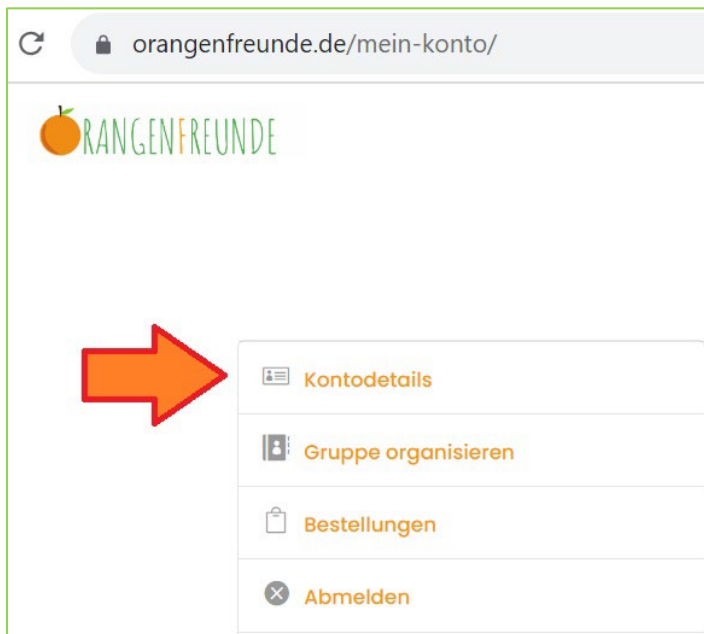 orangenfreunde.de/mein-konto/
ORANGENFREUNDE
Kontodetails
Gruppe organisieren
Bestellungen
Abmelden